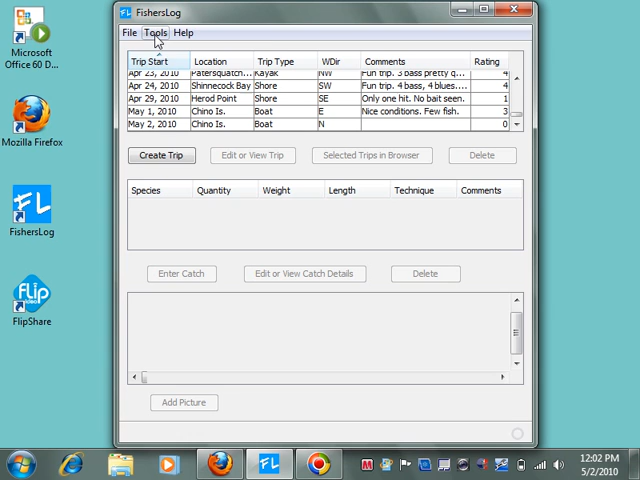 FishersLog
File Tools Help
Trip Start Location Trip Type WDir Comments Rating
Apr 23, 2010 Patersquatch... Kayak NW Fun trip. 3 bass pretty q... 4
Apr 24, 2010 Shinnecock Bay Shore SW Fun trip. 4 bass, 4 blues.... 4
Apr 29, 2010 Herod Point Shore SE Only one hit. No bait seen. 1
May 1, 2010 Chino Is. Boat E Nice conditions. Few fish. 3
May 2, 2010 Chino Is. Boat N 0
Create Trip Edit or View Trip Selected Trips in Browser Delete
Species Quantity Weight Length Technique Comments
Enter Catch Edit or View Catch Details Delete
Add Picture
Microsoft
Office 60 D...
Mozilla Firefox
FL
FishersLog
flip
video
FlipShare
FL
12:02 PM
5/2/2010